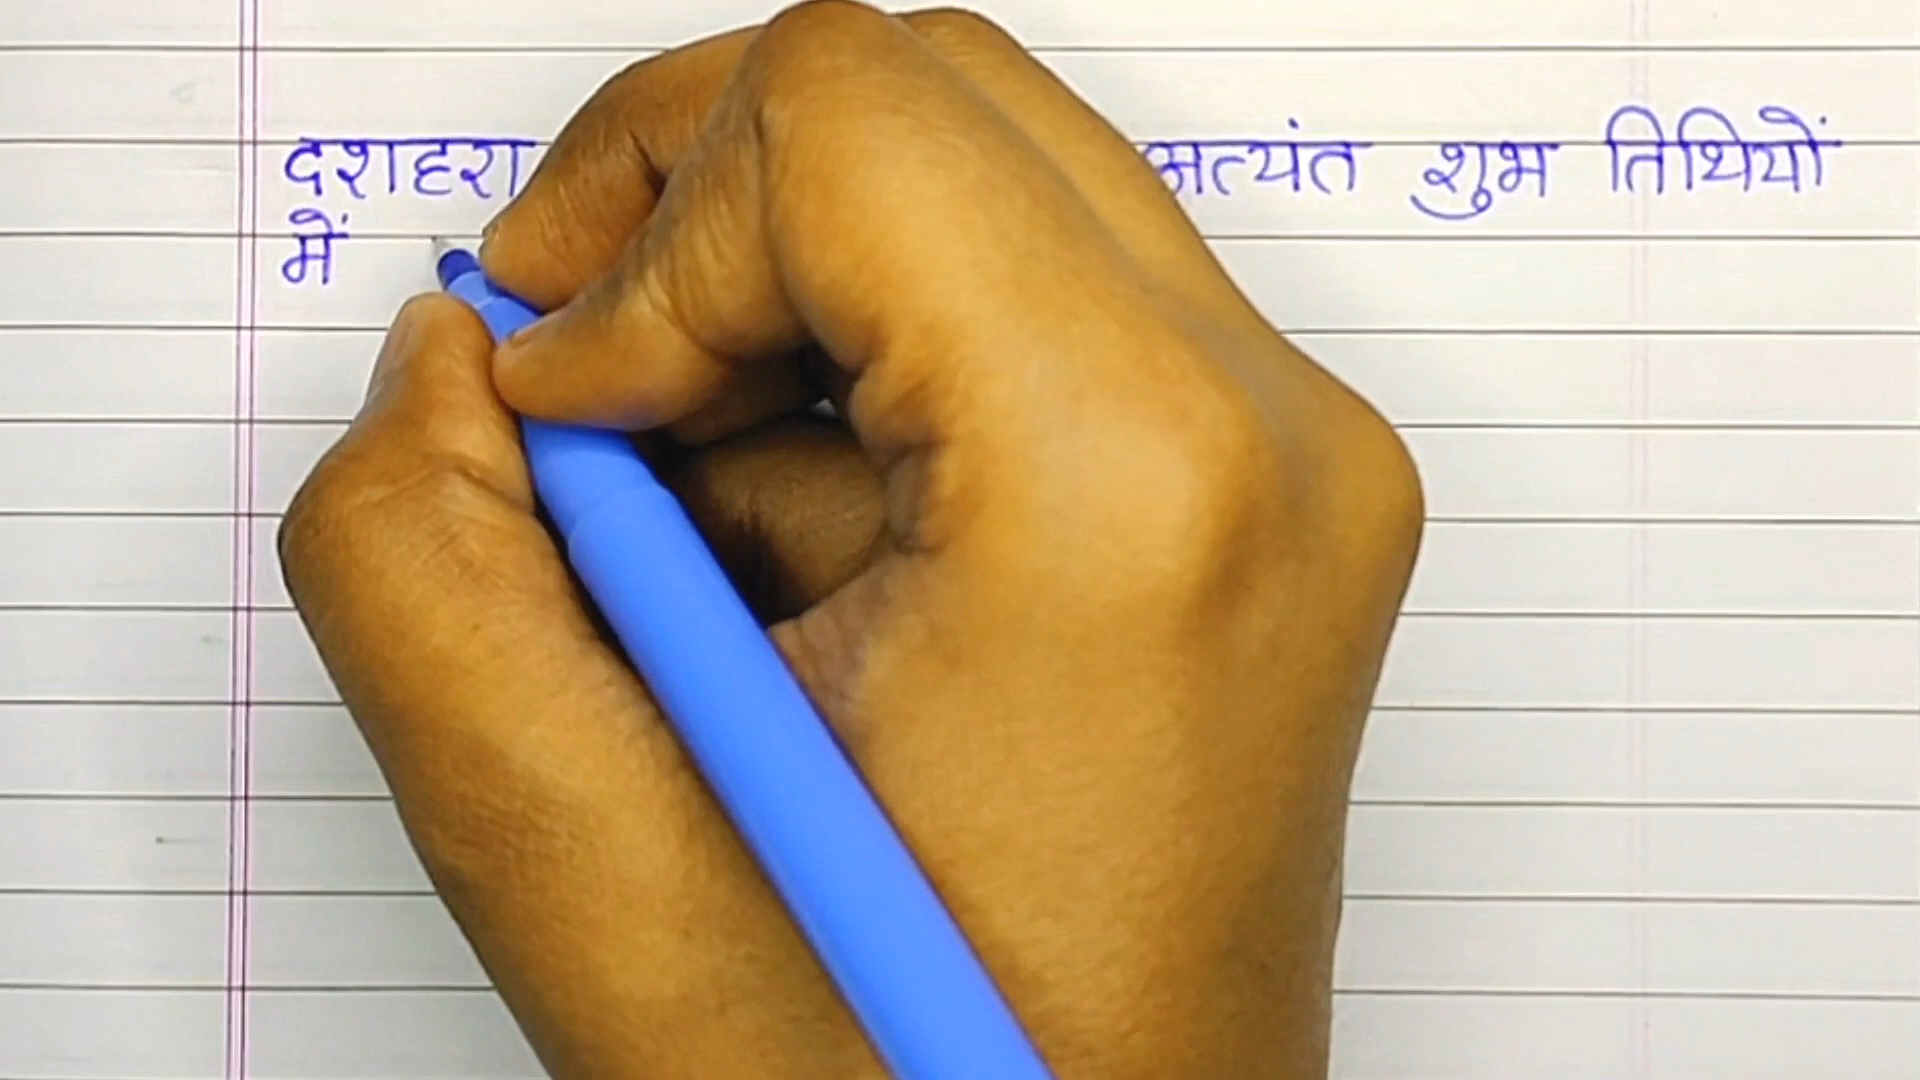 दशहरा अत्यंत शुभ तिथियों
में